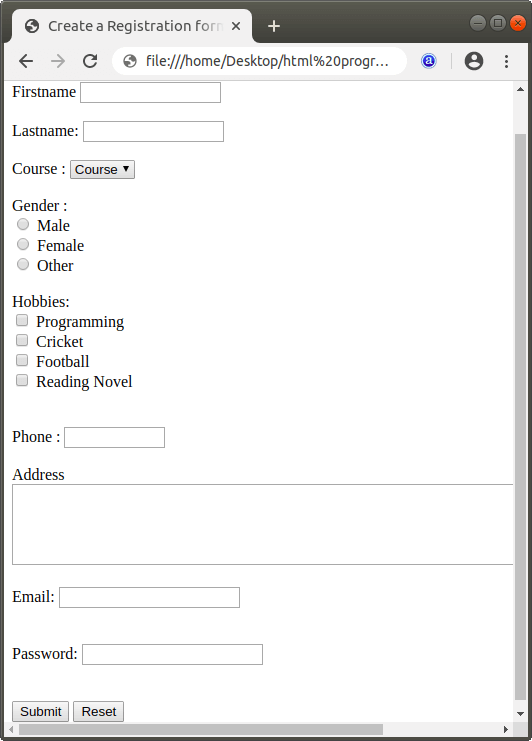 Create a Registration form
file:///home/Desktop/html%20progr…
a
Firstname
Lastname:
Course : Course
Gender :
Male
Female
Other
Hobbies:
Programming
Cricket
Football
Reading Novel
Phone :
Address
Email:
Password:
Submit Reset